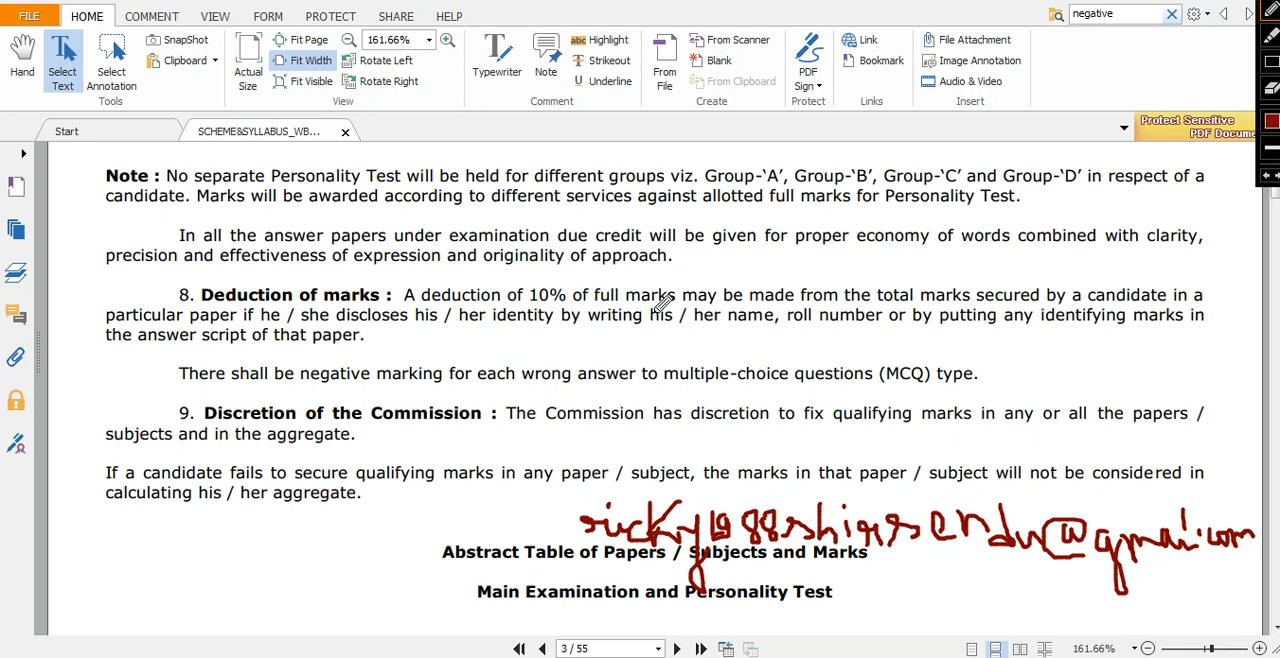 FILE HOME COMMENT VIEW FORM PROTECT SHARE HELP negative
Hand
Select Text
Select Annotation
SnapShot
Clipboard
Tools
Actual Size
Fit Page
Fit Width
Fit Visible
161.66%
Rotate Left
Rotate Right
View
Typewriter
Note
abc Highlight
Strikeout
Underline
Comment
From File
From Scanner
Blank
From Clipboard
Create
PDF Sign
Protect
Link
Bookmark
Links
File Attachment
Image Annotation
Audio & Video
Insert
Start SCHEME&SYLLABUS_WB...
Protect Sensitive
PDF Docume
Note : No separate Personality Test will be held for different groups viz. Group-‘A’, Group-‘B’, Group-‘C’ and Group-‘D’ in respect of a
candidate. Marks will be awarded according to different services against allotted full marks for Personality Test.
In all the answer papers under examination due credit will be given for proper economy of words combined with clarity,
precision and effectiveness of expression and originality of approach.
8. Deduction of marks : A deduction of 10% of full marks may be made from the total marks secured by a candidate in a
particular paper if he / she discloses his / her identity by writing his / her name, roll number or by putting any identifying marks in
the answer script of that paper.
There shall be negative marking for each wrong answer to multiple-choice questions (MCQ) type.
9. Discretion of the Commission : The Commission has discretion to fix qualifying marks in any or all the papers /
subjects and in the aggregate.
If a candidate fails to secure qualifying marks in any paper / subject, the marks in that paper / subject will not be considered in
calculating his / her aggregate.
Abstract Table of Papers / Subjects and Marks
Main Examination and Personality Test
3 / 55 161.66%